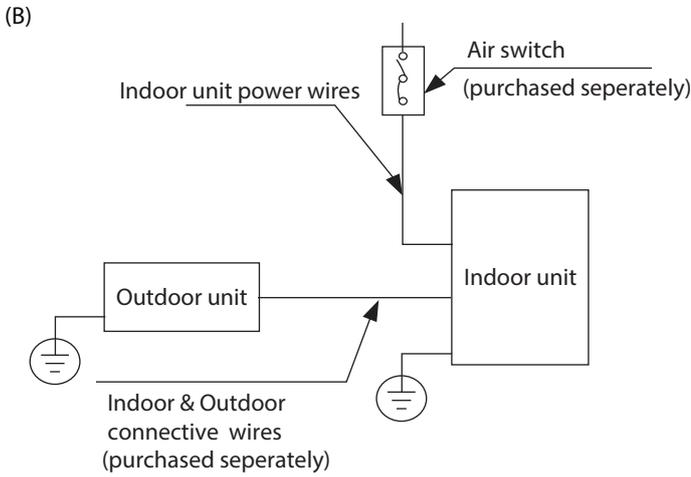 (B)
Air switch
(purchased seperately)
Indoor unit power wires
Indoor unit
Outdoor unit
Indoor & Outdoor
connective wires
(purchased seperately)